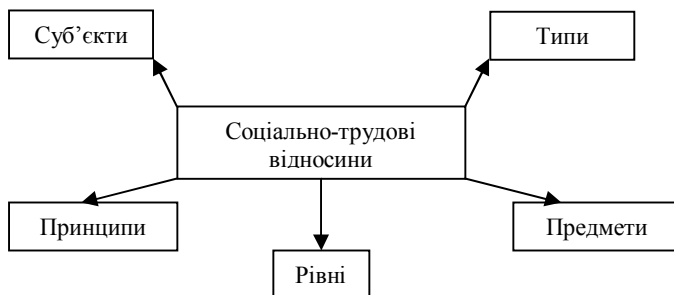 Суб’єкти
Типи
Соціально-трудові
відносини
Принципи
Предмети
Рівні